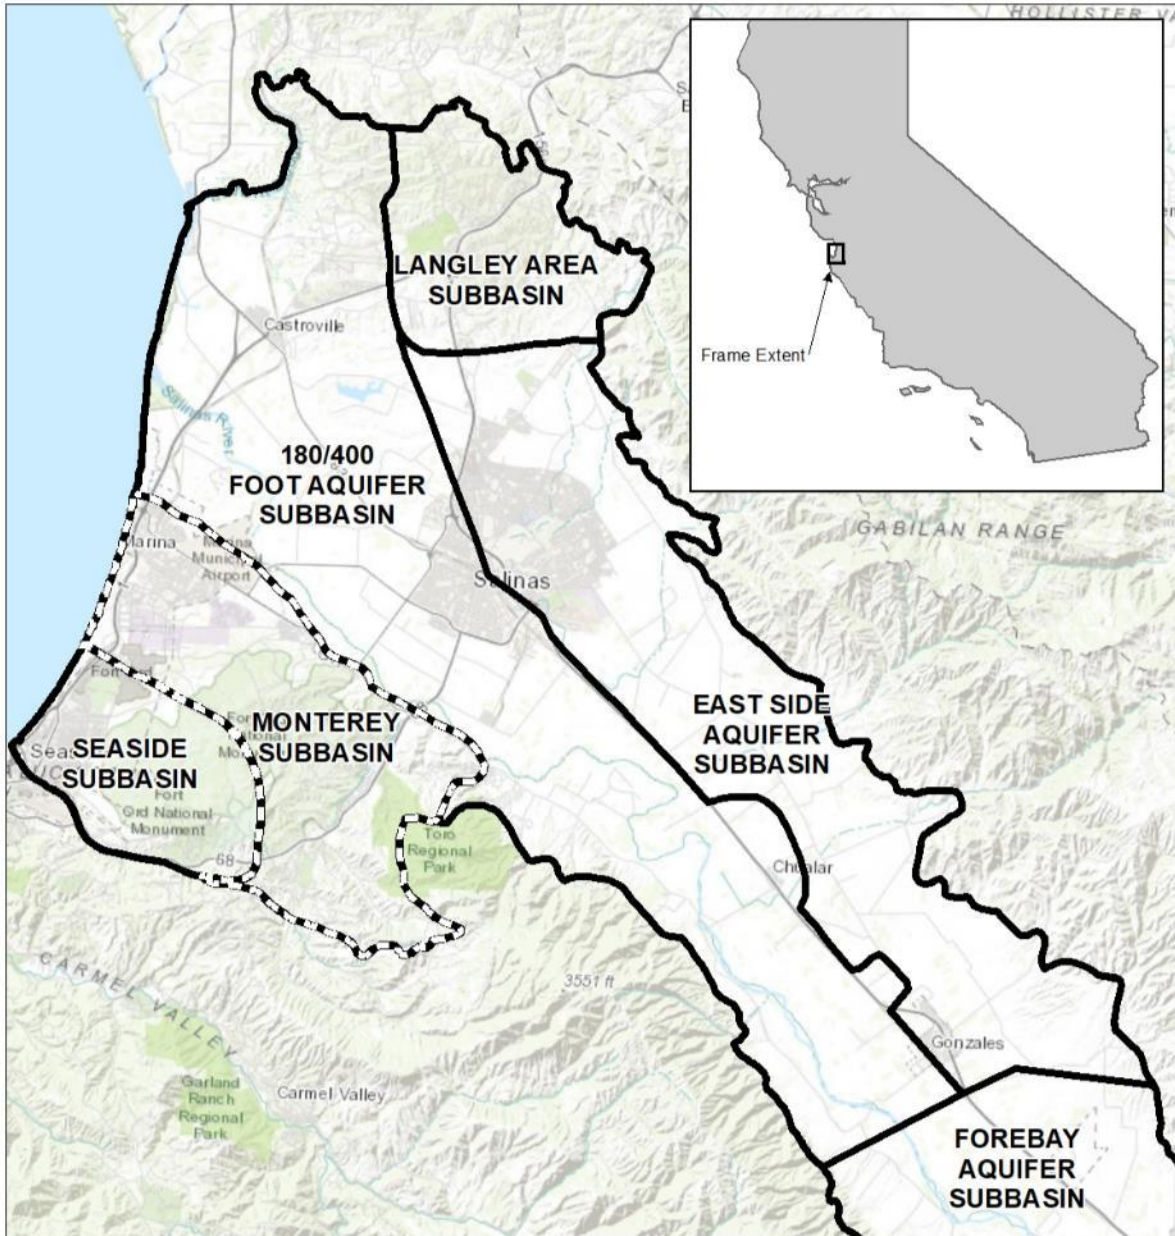 HOLLISTER V
Frame Extent
LANGLEY AREA
SUBBASIN
Castroville
Salinas
River
180/400
FOOT AQUIFER
SUBBASIN
GABILAN RANGE
Marina
Marina
Municipal
Airport
Salinas
EAST SIDE
AQUIFER
SUBBASIN
MONTEREY
SUBBASIN
SEASIDE
SUBBASIN
Fort
Ord National
Monument
68
Toro
Regional
Park
Chualar
CARMEL VALLEY
3551 ft
Gonzales
Garland
Ranch
Regional
Park
Carmel Valley
FOREBAY
AQUIFER
SUBBASIN